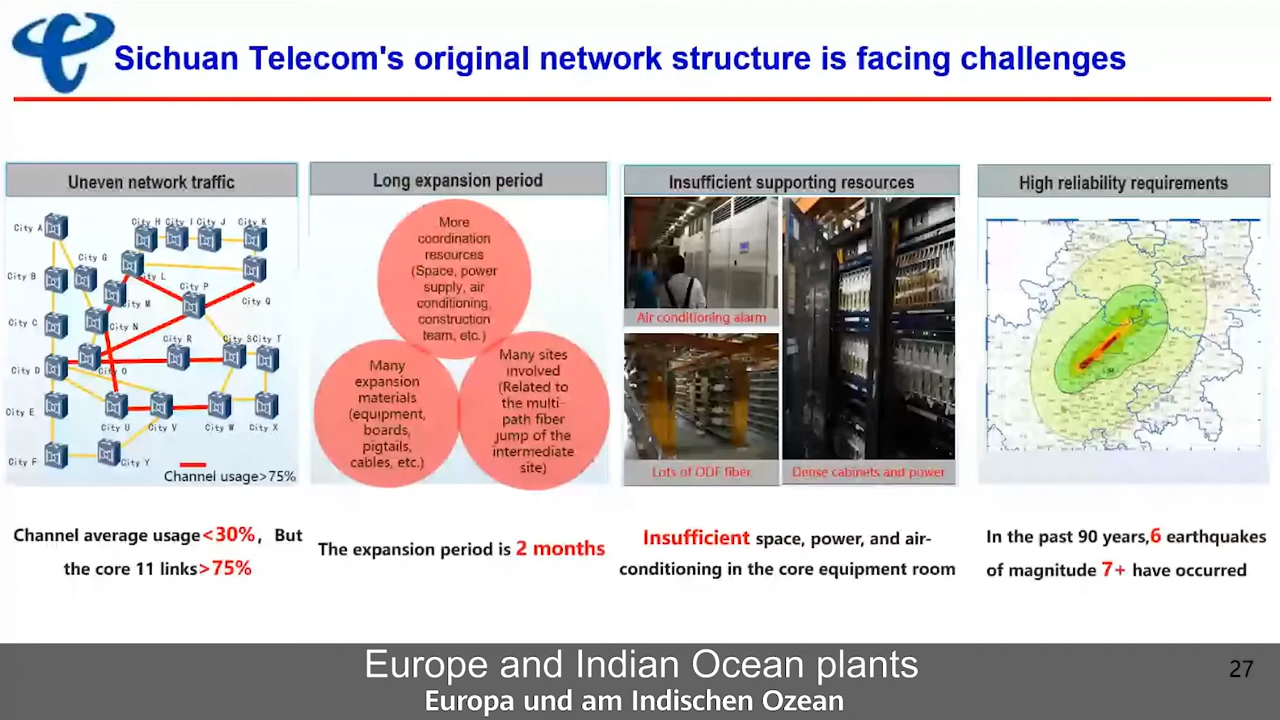 Sichuan Telecom's original network structure is facing challenges
Uneven network traffic
City A
City B
City C
City D
City E
City F
City G
City H
City I
City J
City K
City L
City M
City N
City O
City P
City Q
City R
City S
City T
City U
City V
City W
City X
City Y
Channel usage>75%
Channel average usage<30%, But
the core 11 links>75%
Long expansion period
More
coordination
resources
(Space, power
supply, air
conditioning,
construction
team, etc.)
Many
expansion
materials
(equipment,
boards,
pigtails,
cables, etc.)
Many sites
involved
(Related to
the multi-
path fiber
jump of the
intermediate
site)
The expansion period is 2 months
Insufficient supporting resources
Air conditioning alarm
Lots of ODF fiber
Dense cabinets and power
Insufficient space, power, and air-
conditioning in the core equipment room
High reliability requirements
In the past 90 years,6 earthquakes
of magnitude 7+ have occurred
Europe and Indian Ocean plants
Europa und am Indischen Ozean
27